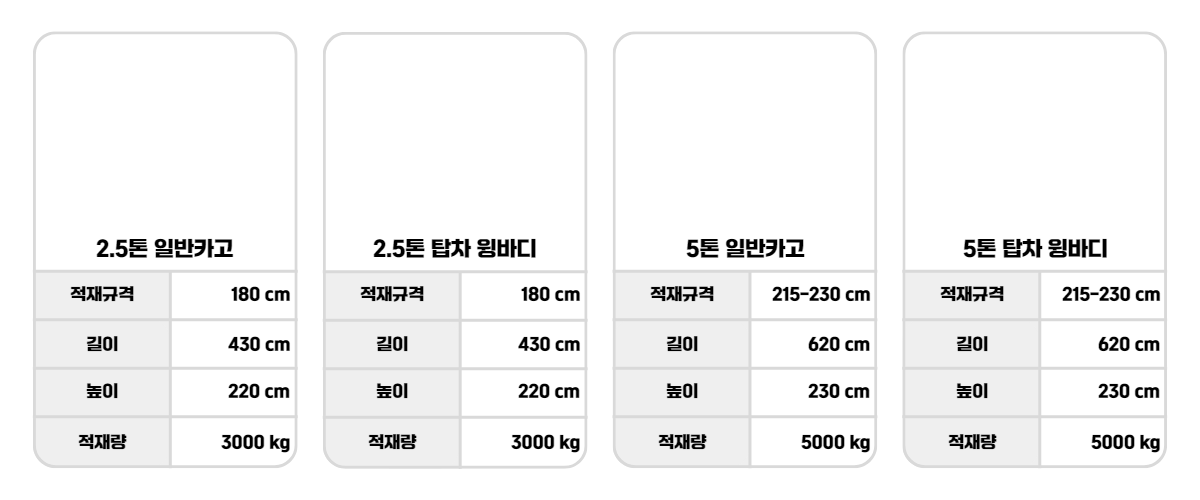 2.5톤 일반카고
적재규격 180 cm
길이 430 cm
높이 220 cm
적재량 3000 kg
2.5톤 탑차 윙바디
적재규격 180 cm
길이 430 cm
높이 220 cm
적재량 3000 kg
5톤 일반카고
적재규격 215-230 cm
길이 620 cm
높이 230 cm
적재량 5000 kg
5톤 탑차 윙바디
적재규격 215-230 cm
길이 620 cm
높이 230 cm
적재량 5000 kg